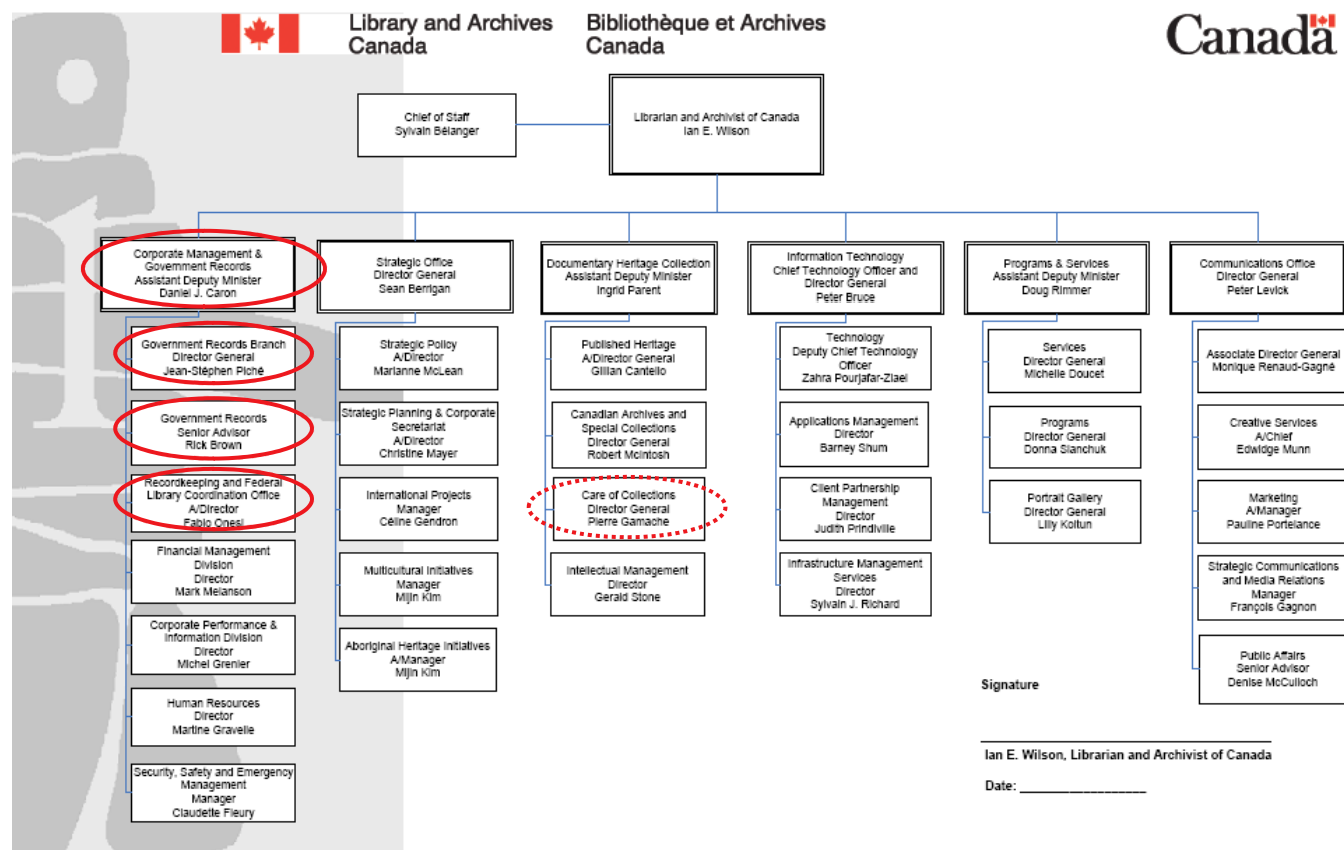 Library and Archives
Canada
Bibliothèque et Archives
Canada
Canada
Chief of Staff
Sylvain Bélanger
Librarian and Archivist of Canada
Ian E. Wilson
Corporate Management &
Government Records
Assistant Deputy Minister
Daniel J. Caron
Government Records Branch
Director General
Jean-Stéphen Piché
Government Records
Senior Advisor
Rick Brown
Recordkeeping and Federal
Library Coordination Office
A/Director
Fabio Onesi
Financial Management
Division
Director
Mark Melanson
Corporate Performance &
Information Division
Director
Michel Grenier
Human Resources
Director
Martine Gravelle
Security, Safety and Emergency
Management
Manager
Claudette Fleury
Strategic Office
Director General
Sean Berrigan
Strategic Policy
A/Director
Marianne McLean
Strategic Planning & Corporate
Secretariat
A/Director
Christine Mayer
International Projects
Manager
Céline Gendron
Multicultural Initiatives
Manager
Mijin Kim
Aboriginal Heritage Initiatives
A/Manager
Mijin Kim
Documentary Heritage Collection
Assistant Deputy Minister
Ingrid Parent
Published Heritage
A/Director General
Gillian Cantello
Canadian Archives and
Special Collections
Director General
Robert McIntosh
Care of Collections
Director General
Pierre Gamache
Intellectual Management
Director
Gerald Stone
Information Technology
Chief Technology Officer and
Director General
Peter Bruce
Technology
Deputy Chief Technology
Officer
Zahra Pourjafar-Ziaei
Applications Management
Director
Barney Shum
Client Partnership
Management
Director
Judith Prindiville
Infrastructure Management
Services
Director
Sylvain J. Richard
Programs & Services
Assistant Deputy Minister
Doug Rimmer
Services
Director General
Michelle Doucet
Programs
Director General
Donna Sianchuk
Portrait Gallery
Director General
Lilly Koltun
Communications Office
Director General
Peter Levick
Associate Director General
Monique Renaud-Gagné
Creative Services
A/Chief
Edwidge Munn
Marketing
A/Manager
Pauline Portelance
Strategic Communications
and Media Relations
Manager
François Gagnon
Public Affairs
Senior Advisor
Denise McCulloch
Signature
Ian E. Wilson, Librarian and Archivist of Canada
Date: ___________________